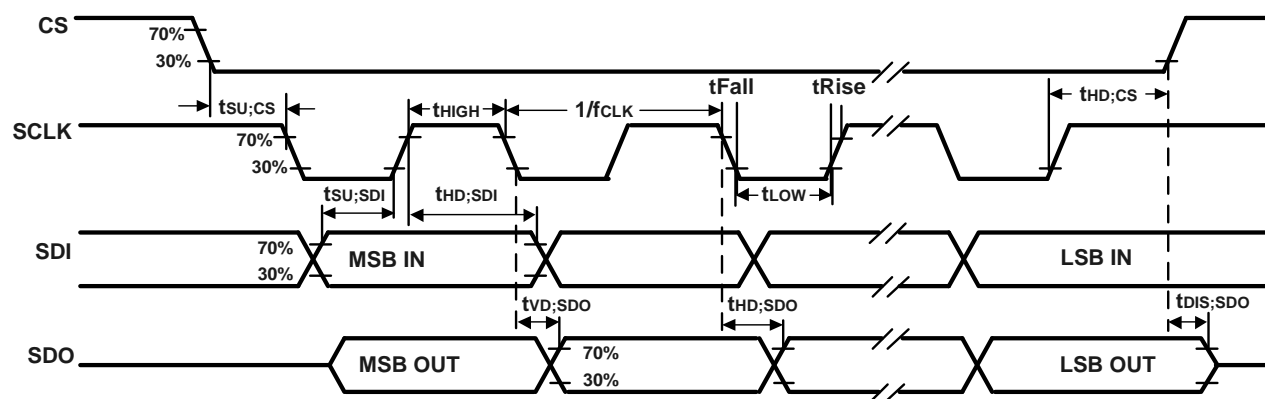 CS
70%
30%
tSU;CS
tHIGH
1/fCLK
tFall
tRise
tHD;CS
SCLK
70%
30%
tSU;SDI
tHD;SDI
tLOW
SDI
70%
30%
MSB IN
LSB IN
tVD;SDO
tHD;SDO
tDIS;SDO
SDO
MSB OUT
70%
30%
LSB OUT